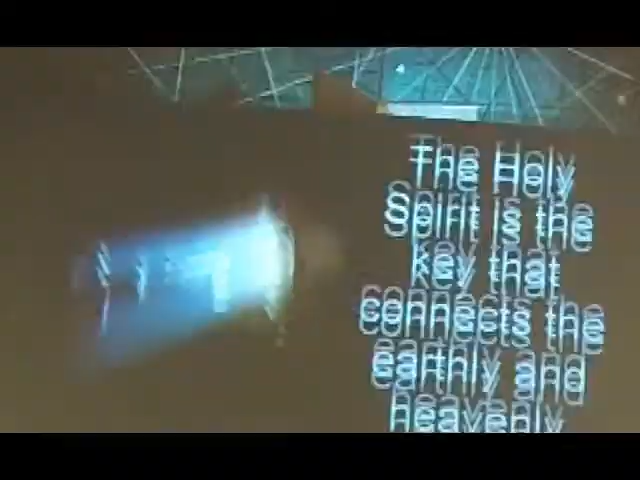 The Holy
Spirit is the
key that
connects the
earthly and
heavenly